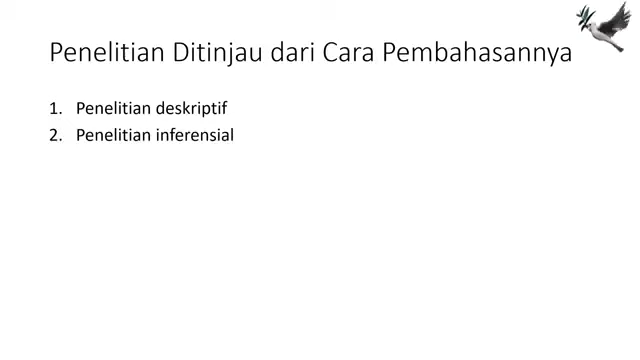 Penelitian Ditinjau dari Cara Pembahasannya
1. Penelitian deskriptif
2. Penelitian inferensial